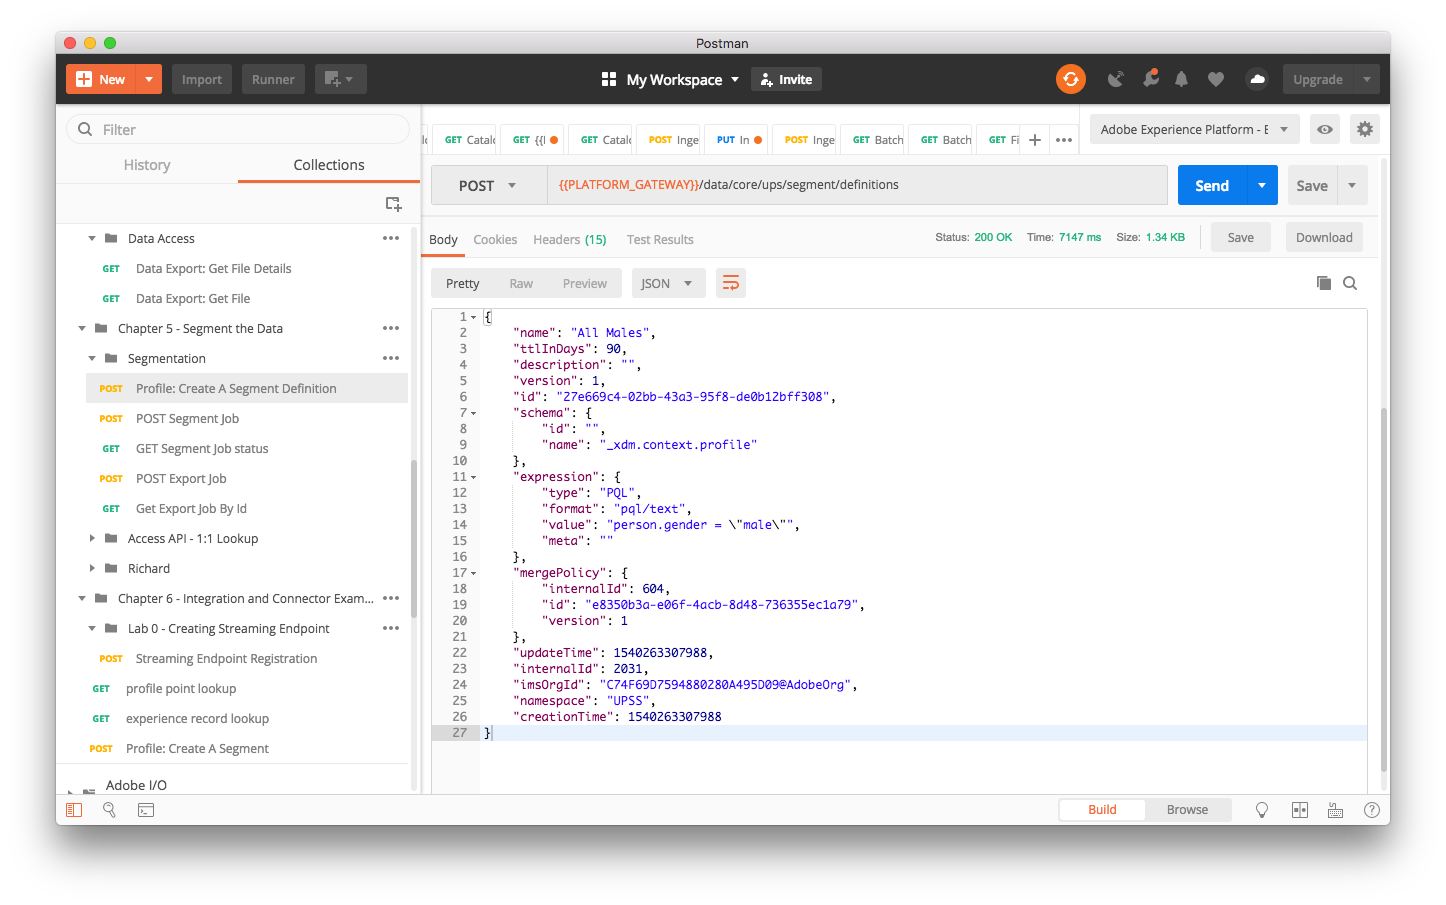 Postman
New
Import
Runner
My Workspace
Invite
Upgrade
Filter
History
Collections
Data Access
GET Data Export: Get File Details
GET Data Export: Get File
Chapter 5 - Segment the Data
Segmentation
POST Profile: Create A Segment Definition
POST POST Segment Job
GET GET Segment Job status
POST POST Export Job
GET Get Export Job By Id
Access API - 1:1 Lookup
Richard
Chapter 6 - Integration and Connector Exam...
Lab 0 - Creating Streaming Endpoint
POST Streaming Endpoint Registration
GET profile point lookup
GET experience record lookup
POST Profile: Create A Segment
Adobe I/O
GET Catalo
GET {{I
GET Catalo
POST Inge
PUT In
POST Inge
GET Batch
GET Batch
GET Fi
Adobe Experience Platform - E
POST
{{PLATFORM_GATEWAY}}/data/core/ups/segment/definitions
Send
Save
Body Cookies Headers (15) Test Results
Status: 200 OK Time: 7147 ms Size: 1.34 KB
Save
Download
Pretty Raw Preview
JSON
1 {
2 "name": "All Males",
3 "ttlInDays": 90,
4 "description": "",
5 "version": 1,
6 "id": "27e669c4-02bb-43a3-95f8-de0b12bff308",
7 "schema": {
8 "id": "",
9 "name": "_xdm.context.profile"
10 },
11 "expression": {
12 "type": "PQL",
13 "format": "pql/text",
14 "value": "person.gender = \"male\"",
15 "meta": ""
16 },
17 "mergePolicy": {
18 "internalId": 604,
19 "id": "e8350b3a-e06f-4acb-8d48-736355ec1a79",
20 "version": 1
21 },
22 "updateTime": 1540263307988,
23 "internalId": 2031,
24 "imsOrgId": "C74F69D7594880280A495D09@AdobeOrg",
25 "namespace": "UPSS",
26 "creationTime": 1540263307988
27 }
Build
Browse